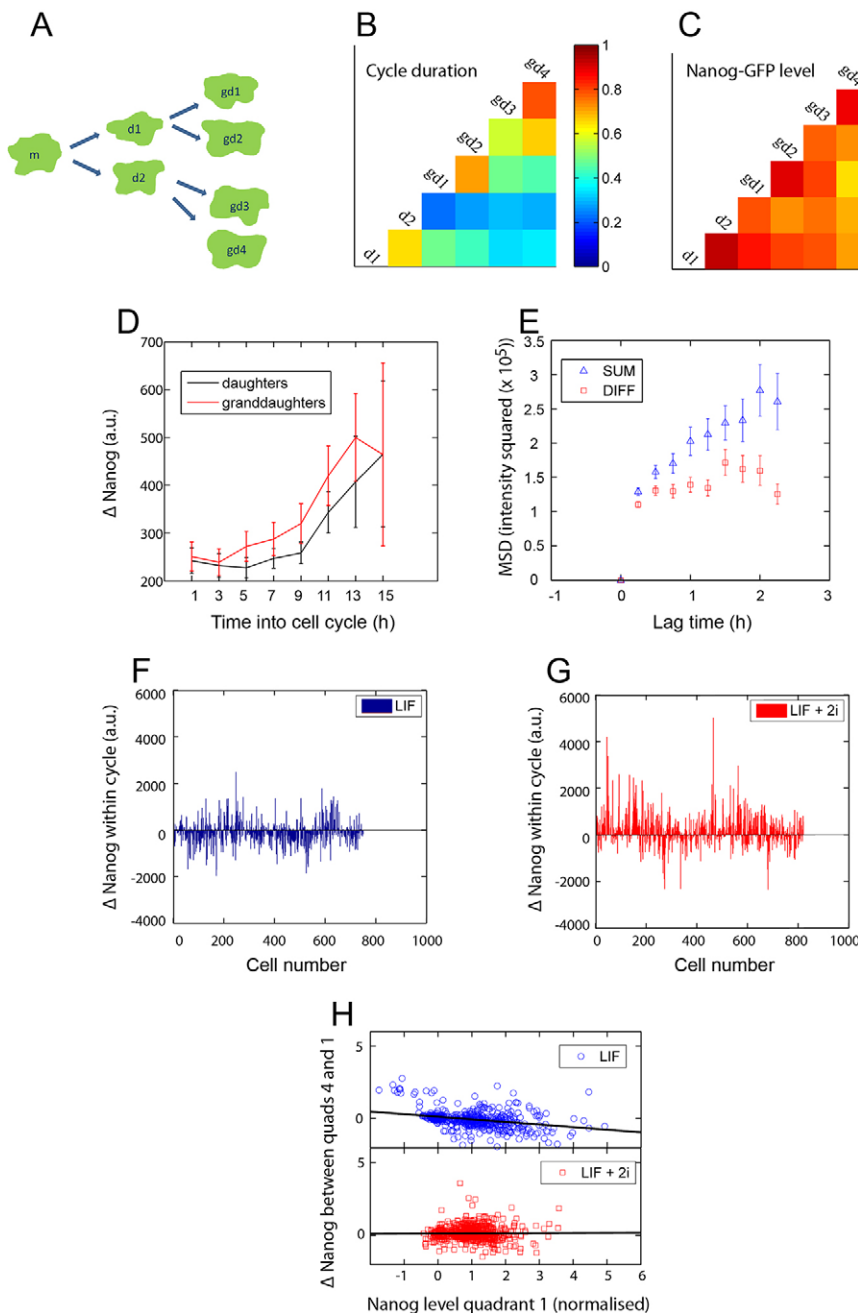 A
m
d1
d2
gd1
gd2
gd3
gd4
B
Cycle duration
d1
d2
gd1
gd2
gd3
gd4
1
0.8
0.6
0.4
0.2
0
C
Nanog-GFP level
d1
d2
gd1
gd2
gd3
gd4
D
Δ Nanog (a.u.)
700
600
500
400
300
200
daughters
granddaughters
1 3 5 7 9 11 13 15
Time into cell cycle (h)
E
MSD (intensity squared (x 10⁵))
3.5
3
2.5
2
1.5
1
0.5
0
SUM
DIFF
-1 0 1 2 3
Lag time (h)
F
Δ Nanog within cycle (a.u.)
6000
4000
2000
0
-2000
-4000
LIF
0 200 400 600 800 1000
Cell number
G
Δ Nanog within cycle (a.u.)
6000
4000
2000
0
-2000
-4000
LIF + 2i
0 200 400 600 800 1000
Cell number
H
Δ Nanog between quads 4 and 1
5
0
LIF
5
0
LIF + 2i
-1 0 1 2 3 4 5 6
Nanog level quadrant 1 (normalised)